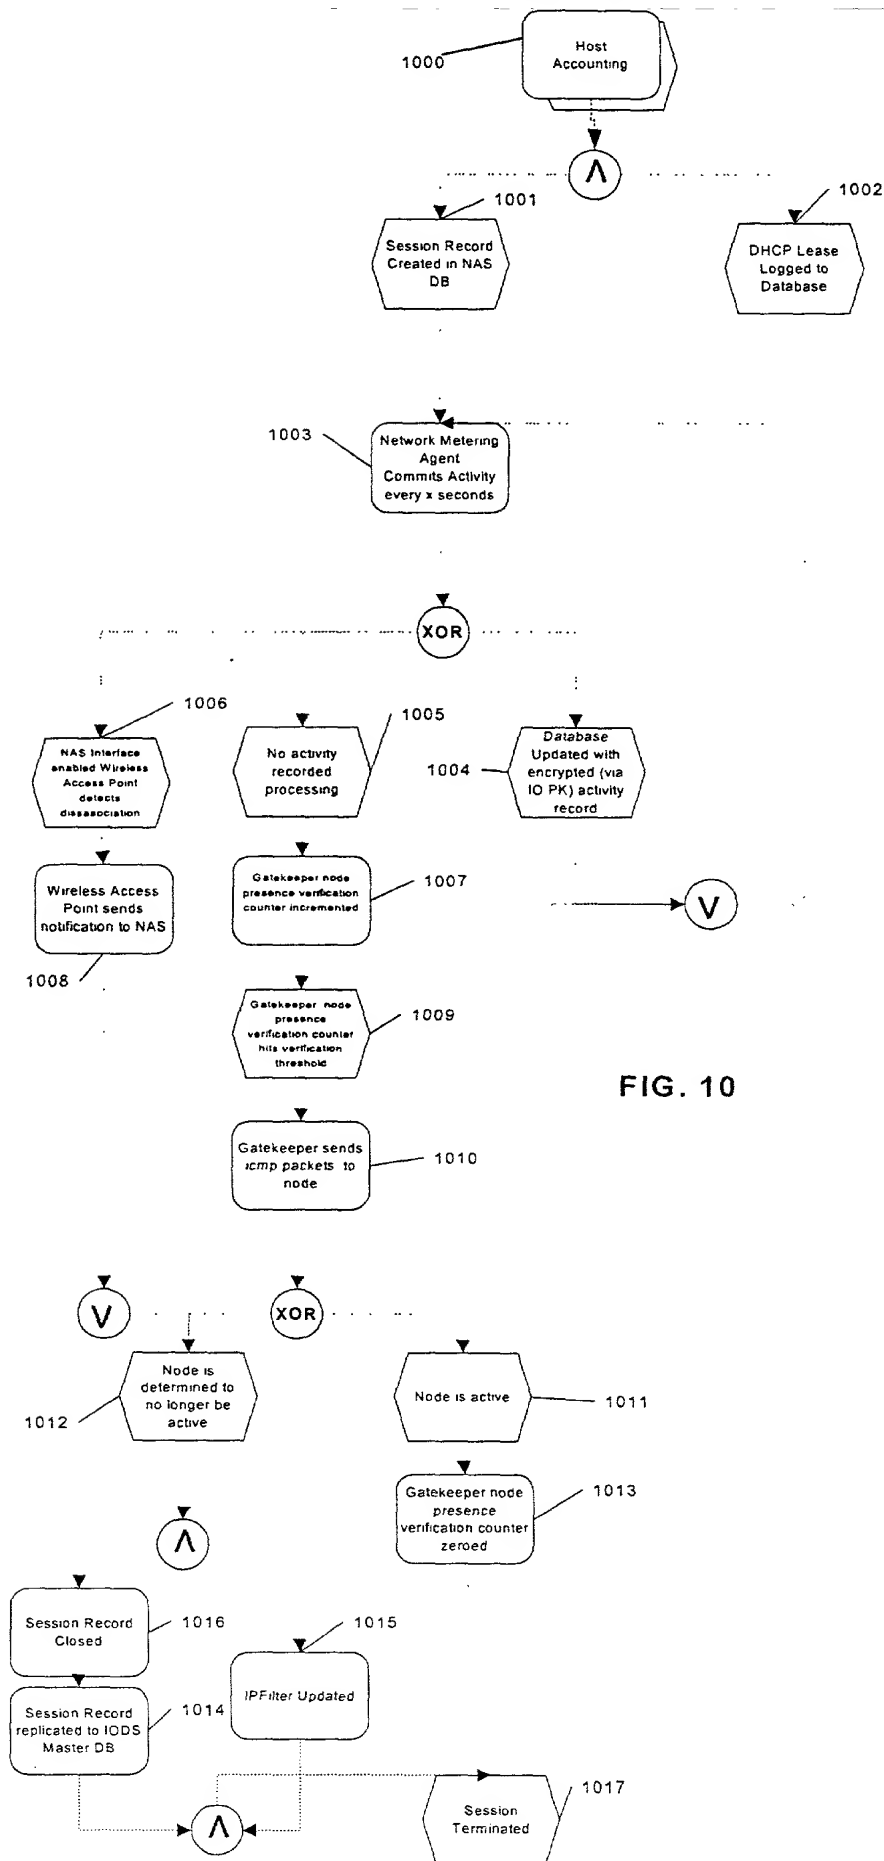 1000
Host
Accounting
Λ
1001
1002
Session Record
Created in NAS
DB
DHCP Lease
Logged to
Database
1003
Network Metering
Agent
Commits Activity
every x seconds
XOR
1006
1005
1004
NAS Interface
enabled Wireless
Access Point
detects
dissasociation
No activity
recorded
processing
Database
Updated with
encrypted (via
IO PK) activity
record
Wireless Access
Point sends
notification to NAS
1008
Gatekeeper node
presence verification
counter incremented
1007
V
Gatekeeper node
presence
verification counter
hits verification
threshold
1009
FIG. 10
Gatekeeper sends
icmp packets to
node
1010
V
XOR
Node is
determined to
no longer be
active
1012
Node is active
1011
Λ
Gatekeeper node
presence
verification counter
zeroed
1013
Session Record
Closed
1016
1015
IPFilter Updated
Session Record
replicated to IODS
Master DB
1014
Λ
Session
Terminated
1017